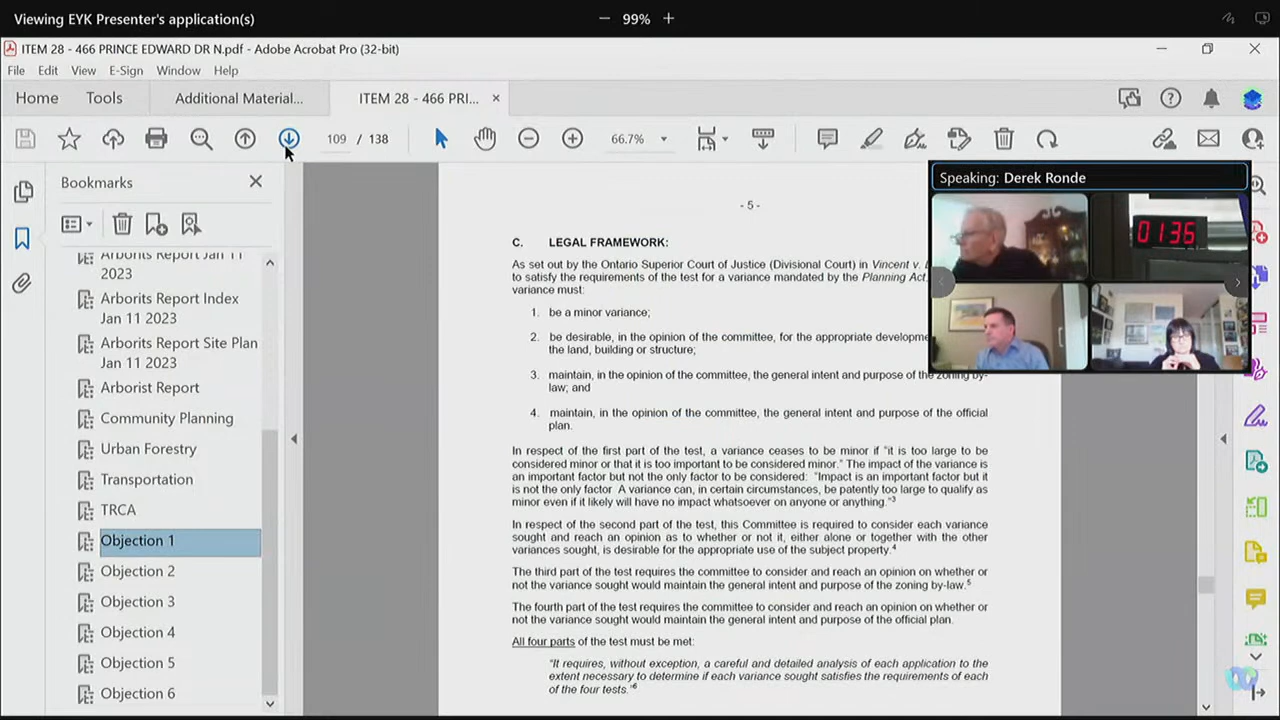 Viewing EYK Presenter's application(s)
99%
ITEM 28 - 466 PRINCE EDWARD DR N.pdf - Adobe Acrobat Pro (32-bit)
File Edit View E-Sign Window Help
Home Tools Additional Material... ITEM 28 - 466 PRI... ×
109 / 138 66.7%
Bookmarks
Arborits Report Jan 11
2023
Arborits Report Index
Jan 11 2023
Arborits Report Site Plan
Jan 11 2023
Arborist Report
Community Planning
Urban Forestry
Transportation
TRCA
Objection 1
Objection 2
Objection 3
Objection 4
Objection 5
Objection 6
Speaking: Derek Ronde
0136
- 5 -
C. LEGAL FRAMEWORK:
As set out by the Ontario Superior Court of Justice (Divisional Court) in Vincent v.
to satisfy the requirements of the test for a variance mandated by the Planning Act,
variance must:
1. be a minor variance;
2. be desirable, in the opinion of the committee, for the appropriate
the land, building or structure;
3. maintain, in the opinion of the committee, the general intent and purpose of the zoning by-
law; and
4. maintain, in the opinion of the committee, the general intent and purpose of the official
plan.
In respect of the first part of the test, a variance ceases to be minor if "it is too large to be
considered minor or that it is too important to be considered minor." The impact of the variance is
an important factor but not the only factor to be considered: "Impact is an important factor but it
is not the only factor A variance can, in certain circumstances, be patently too large to qualify as
minor even if it likely will have no impact whatsoever on anyone or anything."3
In respect of the second part of the test, this Committee is required to consider each variance
sought and reach an opinion as to whether or not it, either alone or together with the other
variances sought, is desirable for the appropriate use of the subject property.4
The third part of the test requires the committee to consider and reach an opinion on whether or
not the variance sought would maintain the general intent and purpose of the zoning by-law.5
The fourth part of the test requires the committee to consider and reach an opinion on whether or
not the variance sought would maintain the general intent and purpose of the official plan.
All four parts of the test must be met:
"It requires, without exception, a careful and detailed analysis of each application to the
extent necessary to determine if each variance sought satisfies the requirements of each
of the four tests."6